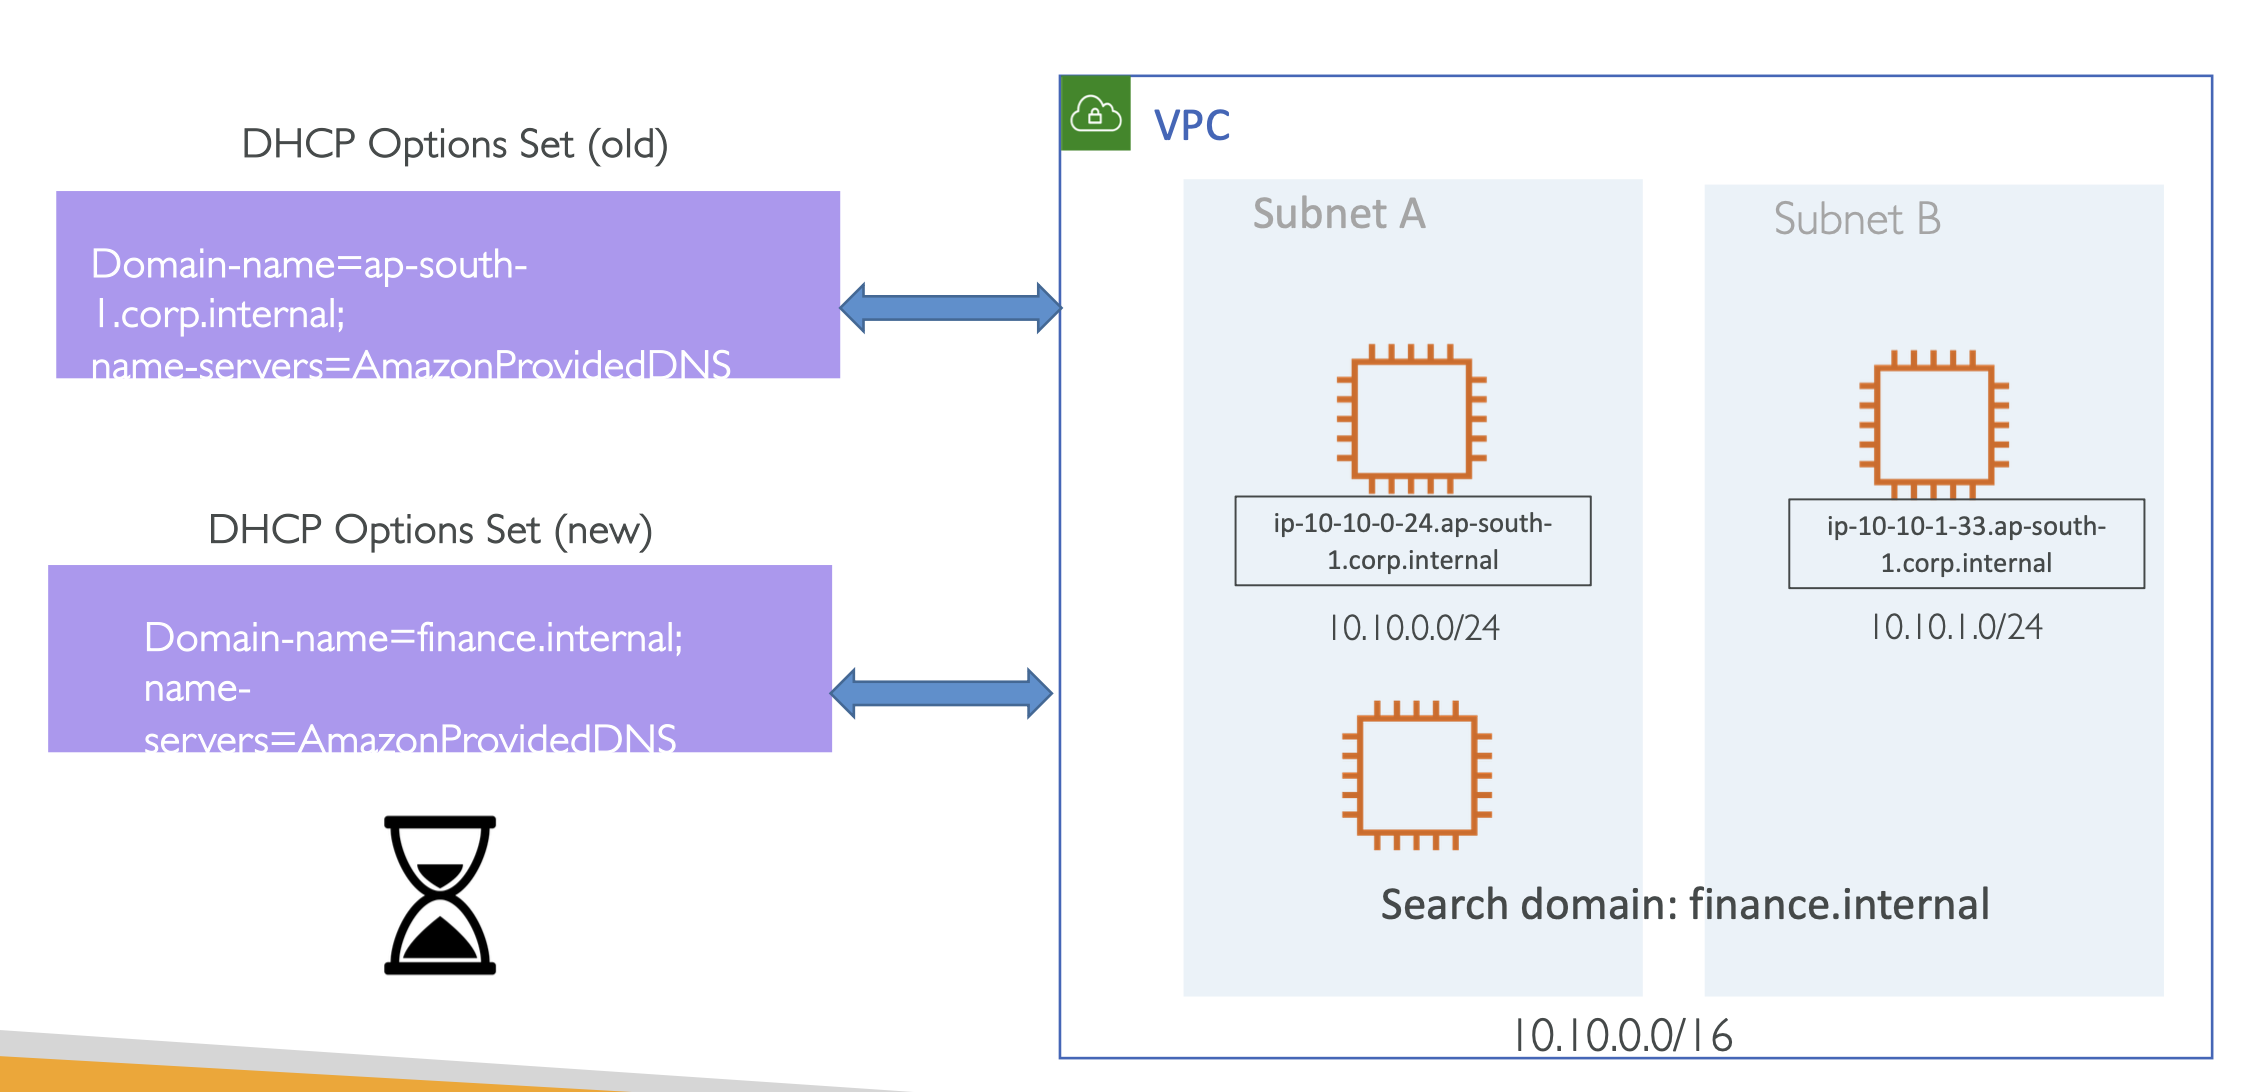 DHCP Options Set (old)
Domain-name=ap-south-
1.corp.internal;
name-servers=AmazonProvidedDNS
DHCP Options Set (new)
Domain-name=finance.internal;
name-
servers=AmazonProvidedDNS
VPC
Subnet A
ip-10-10-0-24.ap-south-
1.corp.internal
10.10.0.0/24
Subnet B
ip-10-10-1-33.ap-south-
1.corp.internal
10.10.1.0/24
Search domain: finance.internal
10.10.0.0/16